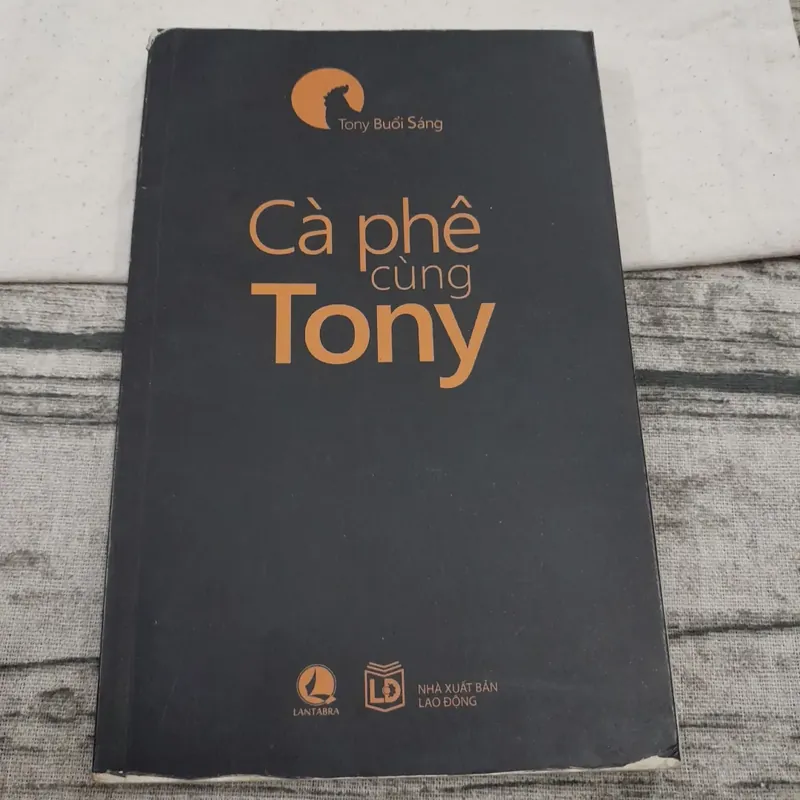 Tony Buổi Sáng
Cà phê
cùng
Tony
LANTABRA
LĐ
NHÀ XUẤT BẢN
LAO ĐỘNG